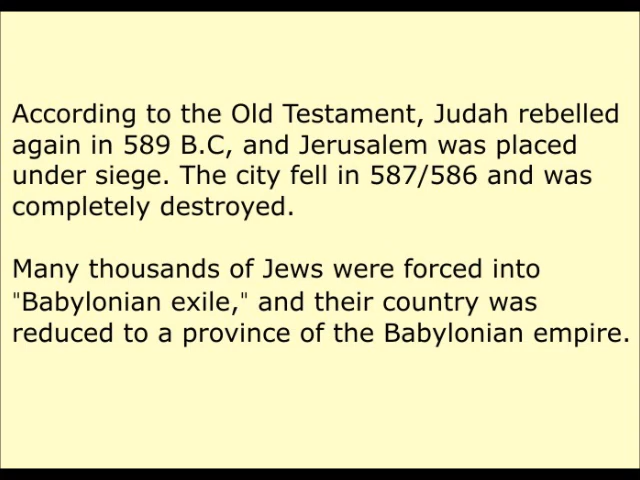 According to the Old Testament, Judah rebelled
again in 589 B.C, and Jerusalem was placed
under siege. The city fell in 587/586 and was
completely destroyed.
Many thousands of Jews were forced into
"Babylonian exile," and their country was
reduced to a province of the Babylonian empire.